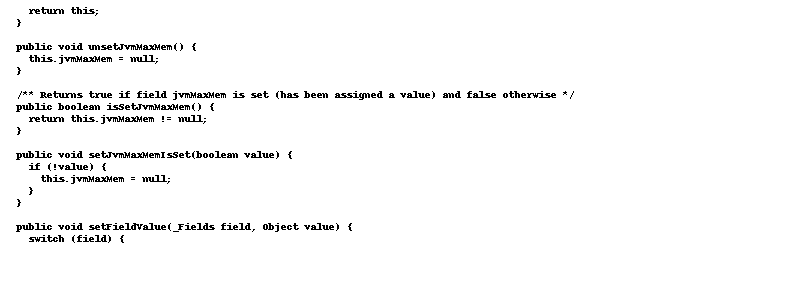 return this;
}
public void unsetJvmMaxMem() {
this.jvmMaxMem = null;
}
/** Returns true if field jvmMaxMem is set (has been assigned a value) and false otherwise */
public boolean isSetJvmMaxMem() {
return this.jvmMaxMem != null;
}
public void setJvmMaxMemIsSet(boolean value) {
if (!value) {
this.jvmMaxMem = null;
}
}
public void setFieldValue(_Fields field, Object value) {
switch (field) {